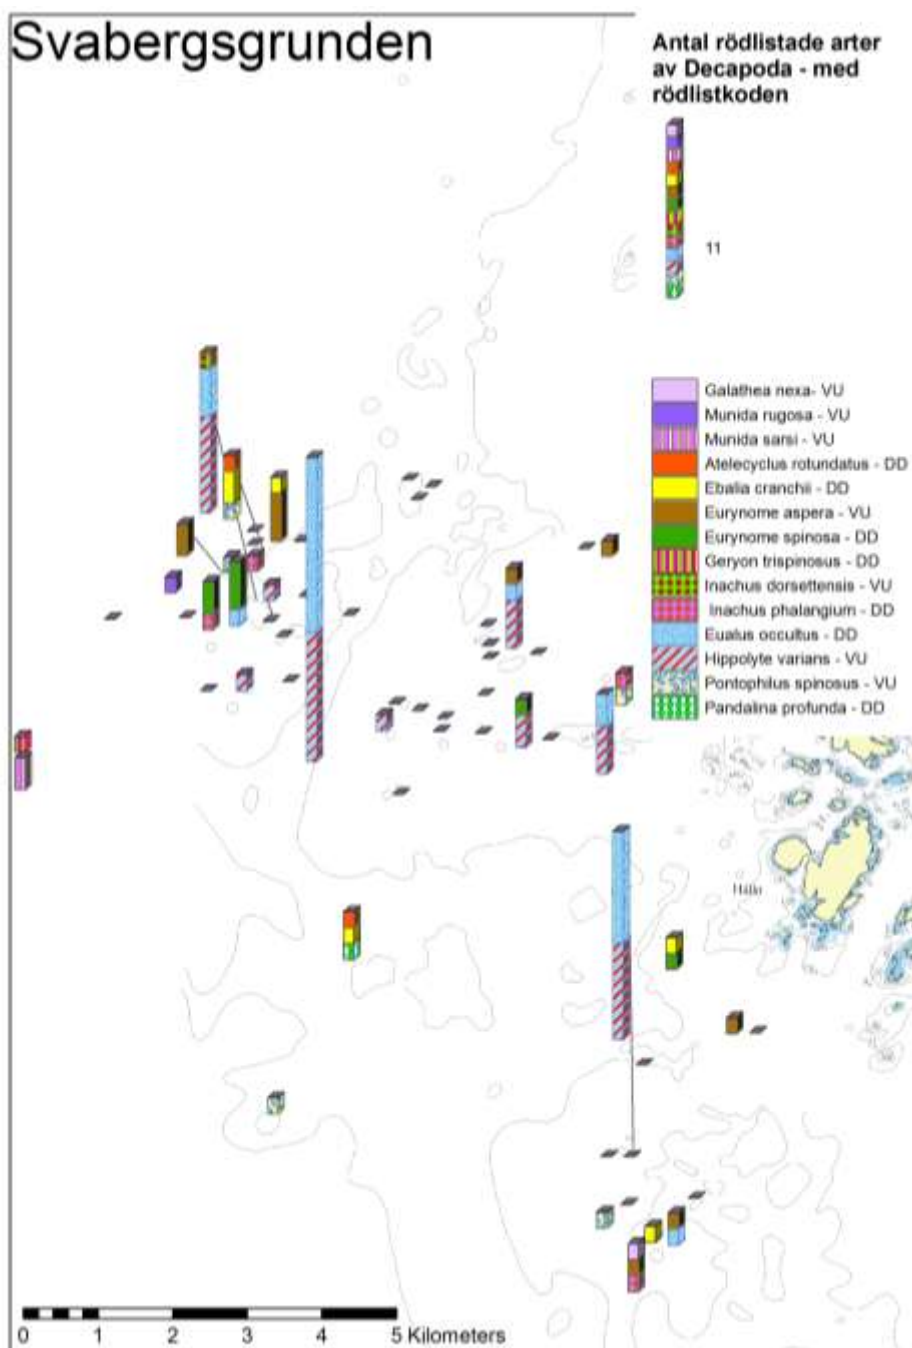 Svabergsgrunden
Antal rödlistade arter
av Decapoda - med
rödlistkoden
11
Galathea nexa- VU
Munida rugosa - VU
Munida sarsi - VU
Atelecyclus rotundatus - DD
Ebalia cranchii - DD
Eurynome aspera - VU
Eurynome spinosa - DD
Geryon trispinosus - DD
Inachus dorsettensis - VU
Inachus phalangium - DD
Eualus occultus - DD
Hippolyte varians - VU
Pontophilus spinosus - VU
Pandalina profunda - DD
0 1 2 3 4 5 Kilometers